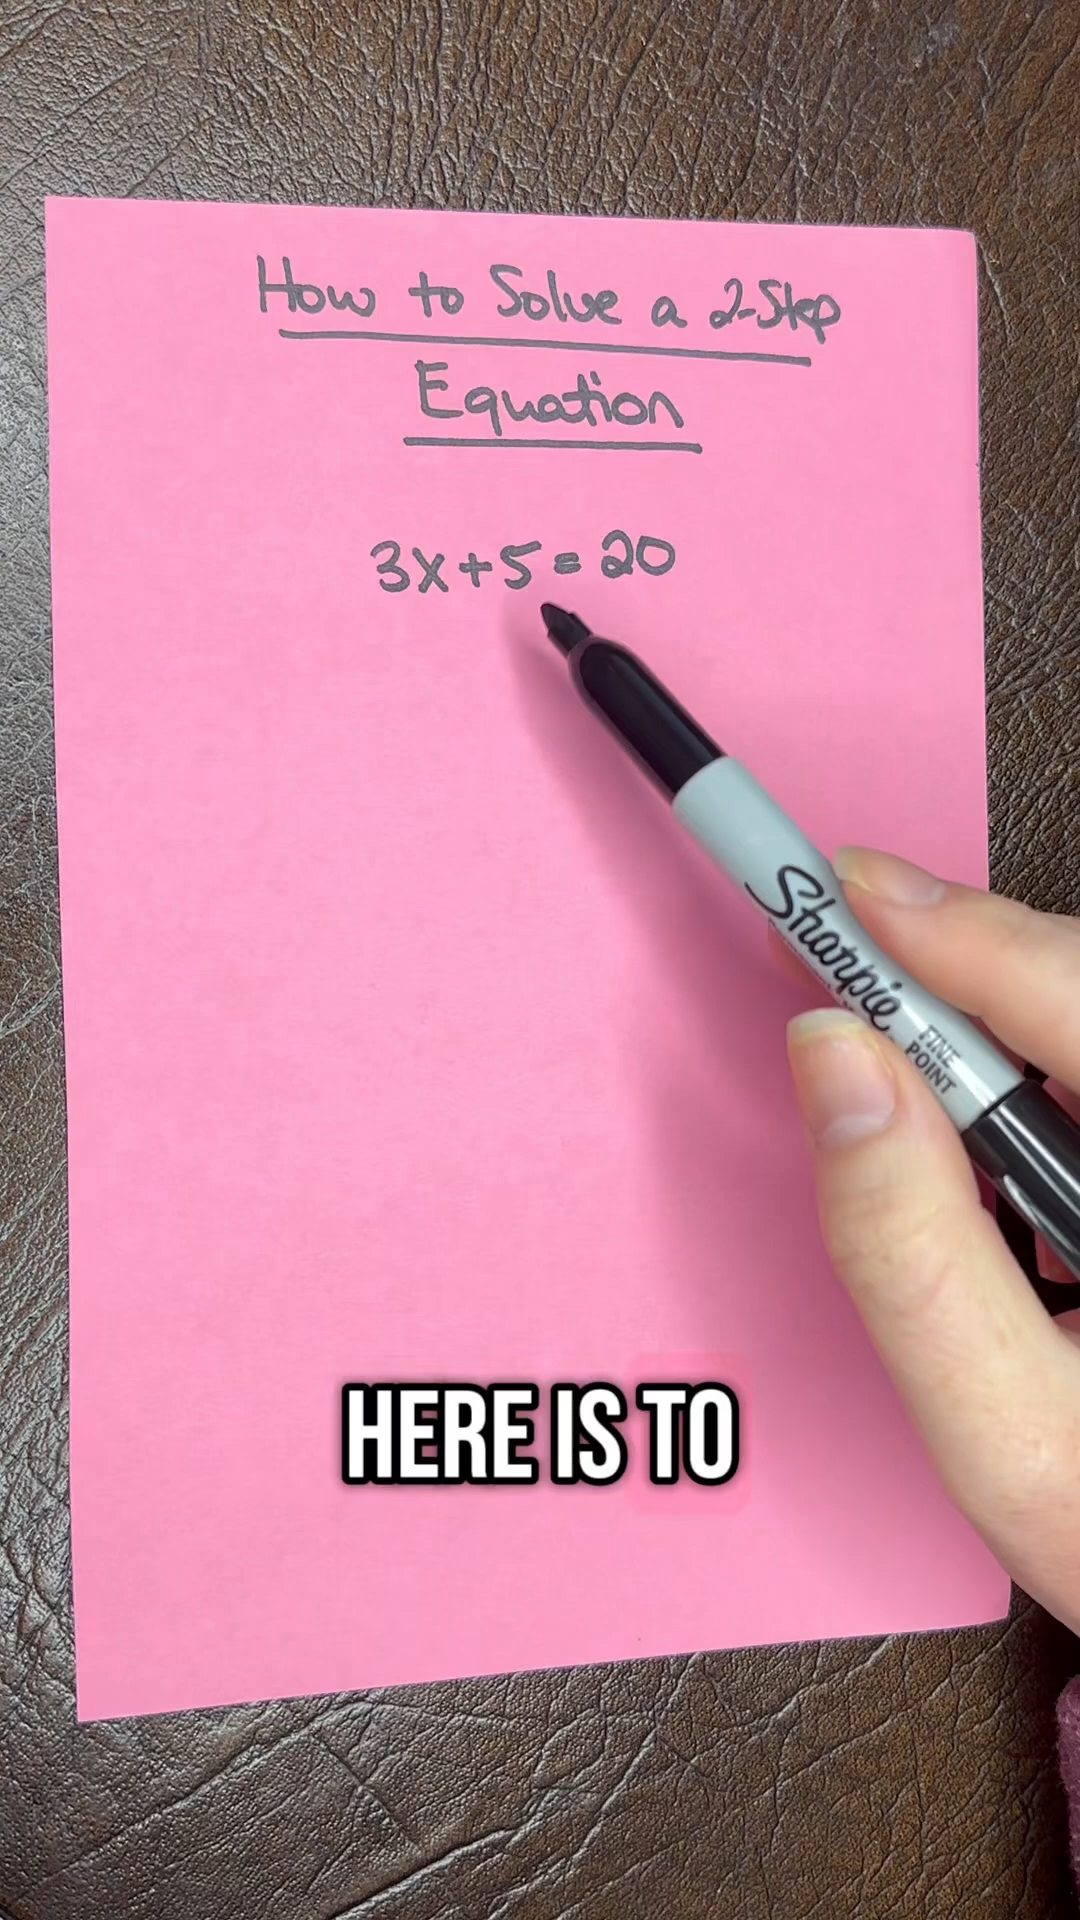 How to Solve a 2-Step
Equation
3x+5=20
Sharpie
FINE
POINT
HERE IS TO